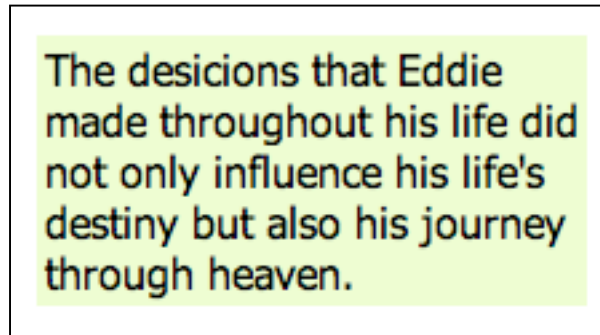 The desicions that Eddie
made throughout his life did
not only influence his life's
destiny but also his journey
through heaven.